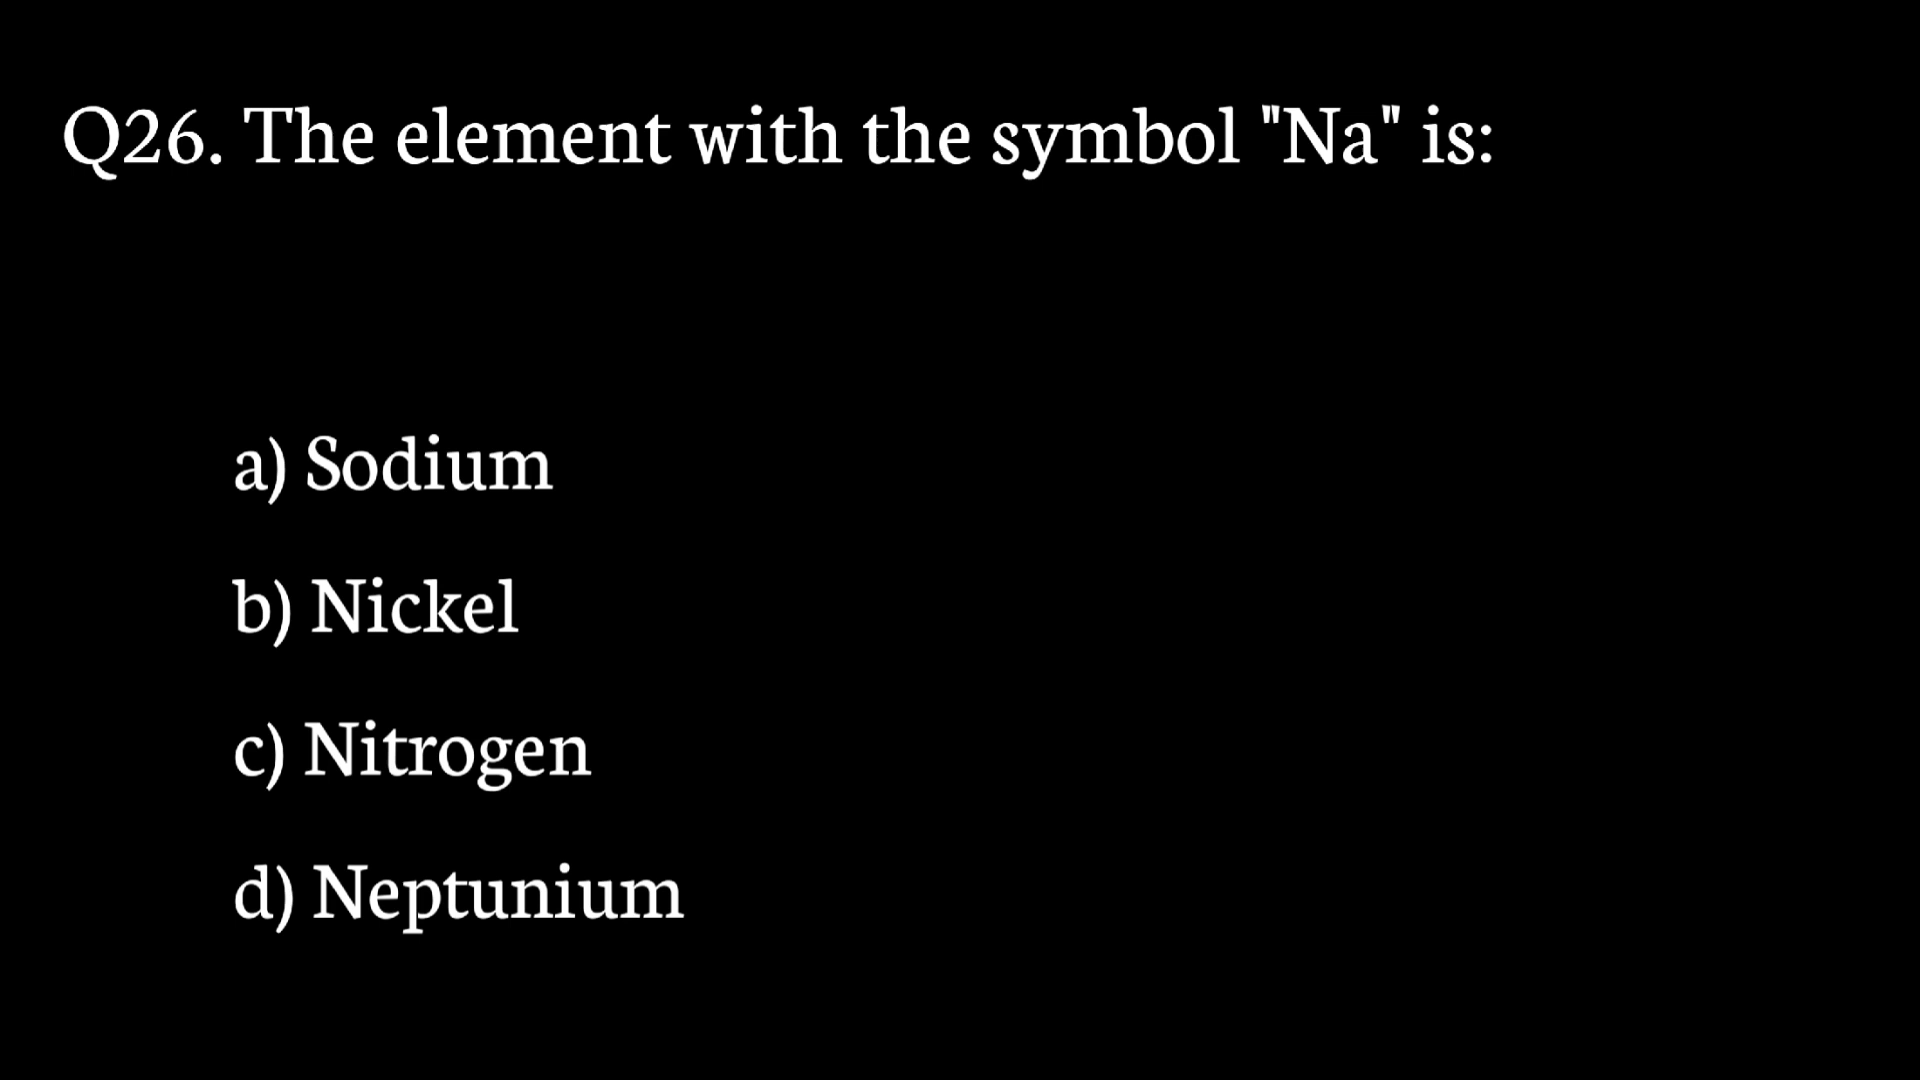 Q26. The element with the symbol "Na" is:
a) Sodium
b) Nickel
c) Nitrogen
d) Neptunium